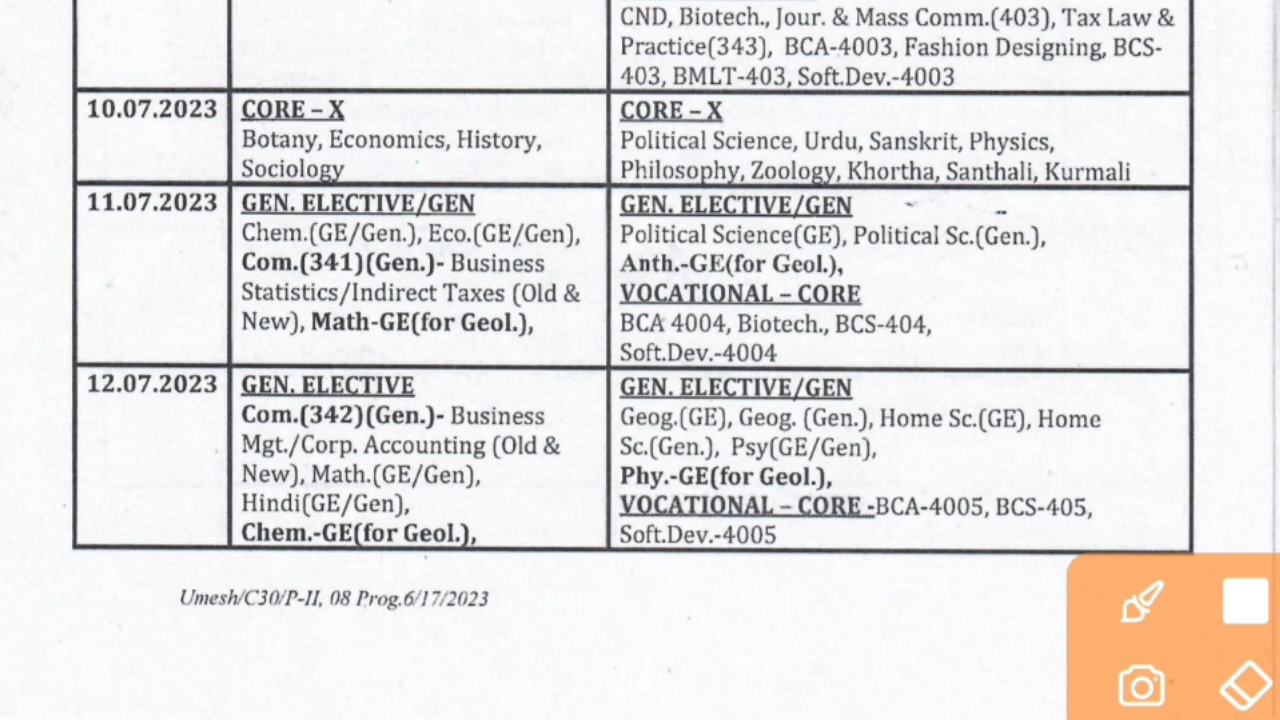 CND, Biotech., Jour. & Mass Comm.(403), Tax Law &
Practice(343), BCA-4003, Fashion Designing, BCS-
403, BMLT-403, Soft.Dev.-4003
10.07.2023
CORE – X
Botany, Economics, History,
Sociology
CORE – X
Political Science, Urdu, Sanskrit, Physics,
Philosophy, Zoology, Khortha, Santhali, Kurmali
11.07.2023
GEN. ELECTIVE/GEN
Chem.(GE/Gen.), Eco.(GE/Gen),
Com.(341)(Gen.)- Business
Statistics/Indirect Taxes (Old &
New), Math-GE(for Geol.),
GEN. ELECTIVE/GEN
Political Science(GE), Political Sc.(Gen.),
Anth.-GE(for Geol.),
VOCATIONAL – CORE
BCA 4004, Biotech., BCS-404,
Soft.Dev.-4004
12.07.2023
GEN. ELECTIVE
Com.(342)(Gen.)- Business
Mgt./Corp. Accounting (Old &
New), Math.(GE/Gen),
Hindi(GE/Gen),
Chem.-GE(for Geol.),
GEN. ELECTIVE/GEN
Geog.(GE), Geog. (Gen.), Home Sc.(GE), Home
Sc.(Gen.), Psy(GE/Gen),
Phy.-GE(for Geol.),
VOCATIONAL – CORE -BCA-4005, BCS-405,
Soft.Dev.-4005
Umesh/C30/P-II, 08 Prog.6/17/2023